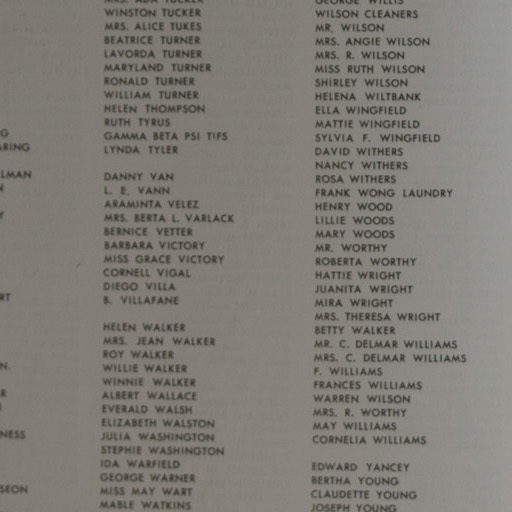 MRS. ADA TUCKER
WINSTON TUCKER
MRS. ALICE TUKES
BEATRICE TURNER
LAVORDA TURNER
MARYLAND TURNER
RONALD TURNER
WILLIAM TURNER
HELEN THOMPSON
RUTH TYRUS
GAMMA BETA PSI TIFS
LYNDA TYLER
DANNY VAN
L. E. VANN
ARAMINTA VELEZ
MRS. BERTA L. VARLACK
BERNICE VETTER
BARBARA VICTORY
MISS GRACE VICTORY
CORNELL VIGAL
DIEGO VILLA
B. VILLAFANE
HELEN WALKER
MRS. JEAN WALKER
ROY WALKER
WILLIE WALKER
WINNIE WALKER
ALBERT WALLACE
EVERALD WALSH
ELIZABETH WALSTON
JULIA WASHINGTON
STEPHIE WASHINGTON
IDA WARFIELD
GEORGE WARNER
MISS MAY WART
MABLE WATKINS
GEORGE WILLIS
WILSON CLEANERS
MR. WILSON
MRS. ANGIE WILSON
MRS. R. WILSON
MISS RUTH WILSON
SHIRLEY WILSON
HELENA WILTBANK
ELLA WINGFIELD
MATTIE WINGFIELD
SYLVIA F. WINGFIELD
DAVID WITHERS
NANCY WITHERS
ROSA WITHERS
FRANK WONG LAUNDRY
HENRY WOOD
LILLIE WOODS
MARY WOODS
MR. WORTHY
ROBERTA WORTHY
HATTIE WRIGHT
JUANITA WRIGHT
MIRA WRIGHT
MRS. THERESA WRIGHT
BETTY WALKER
MR. C. DELMAR WILLIAMS
MRS. C. DELMAR WILLIAMS
F. WILLIAMS
FRANCES WILLIAMS
WARREN WILSON
MRS. R. WORTHY
MAY WILLIAMS
CORNELIA WILLIAMS
EDWARD YANCEY
BERTHA YOUNG
CLAUDETTE YOUNG
JOSEPH YOUNG